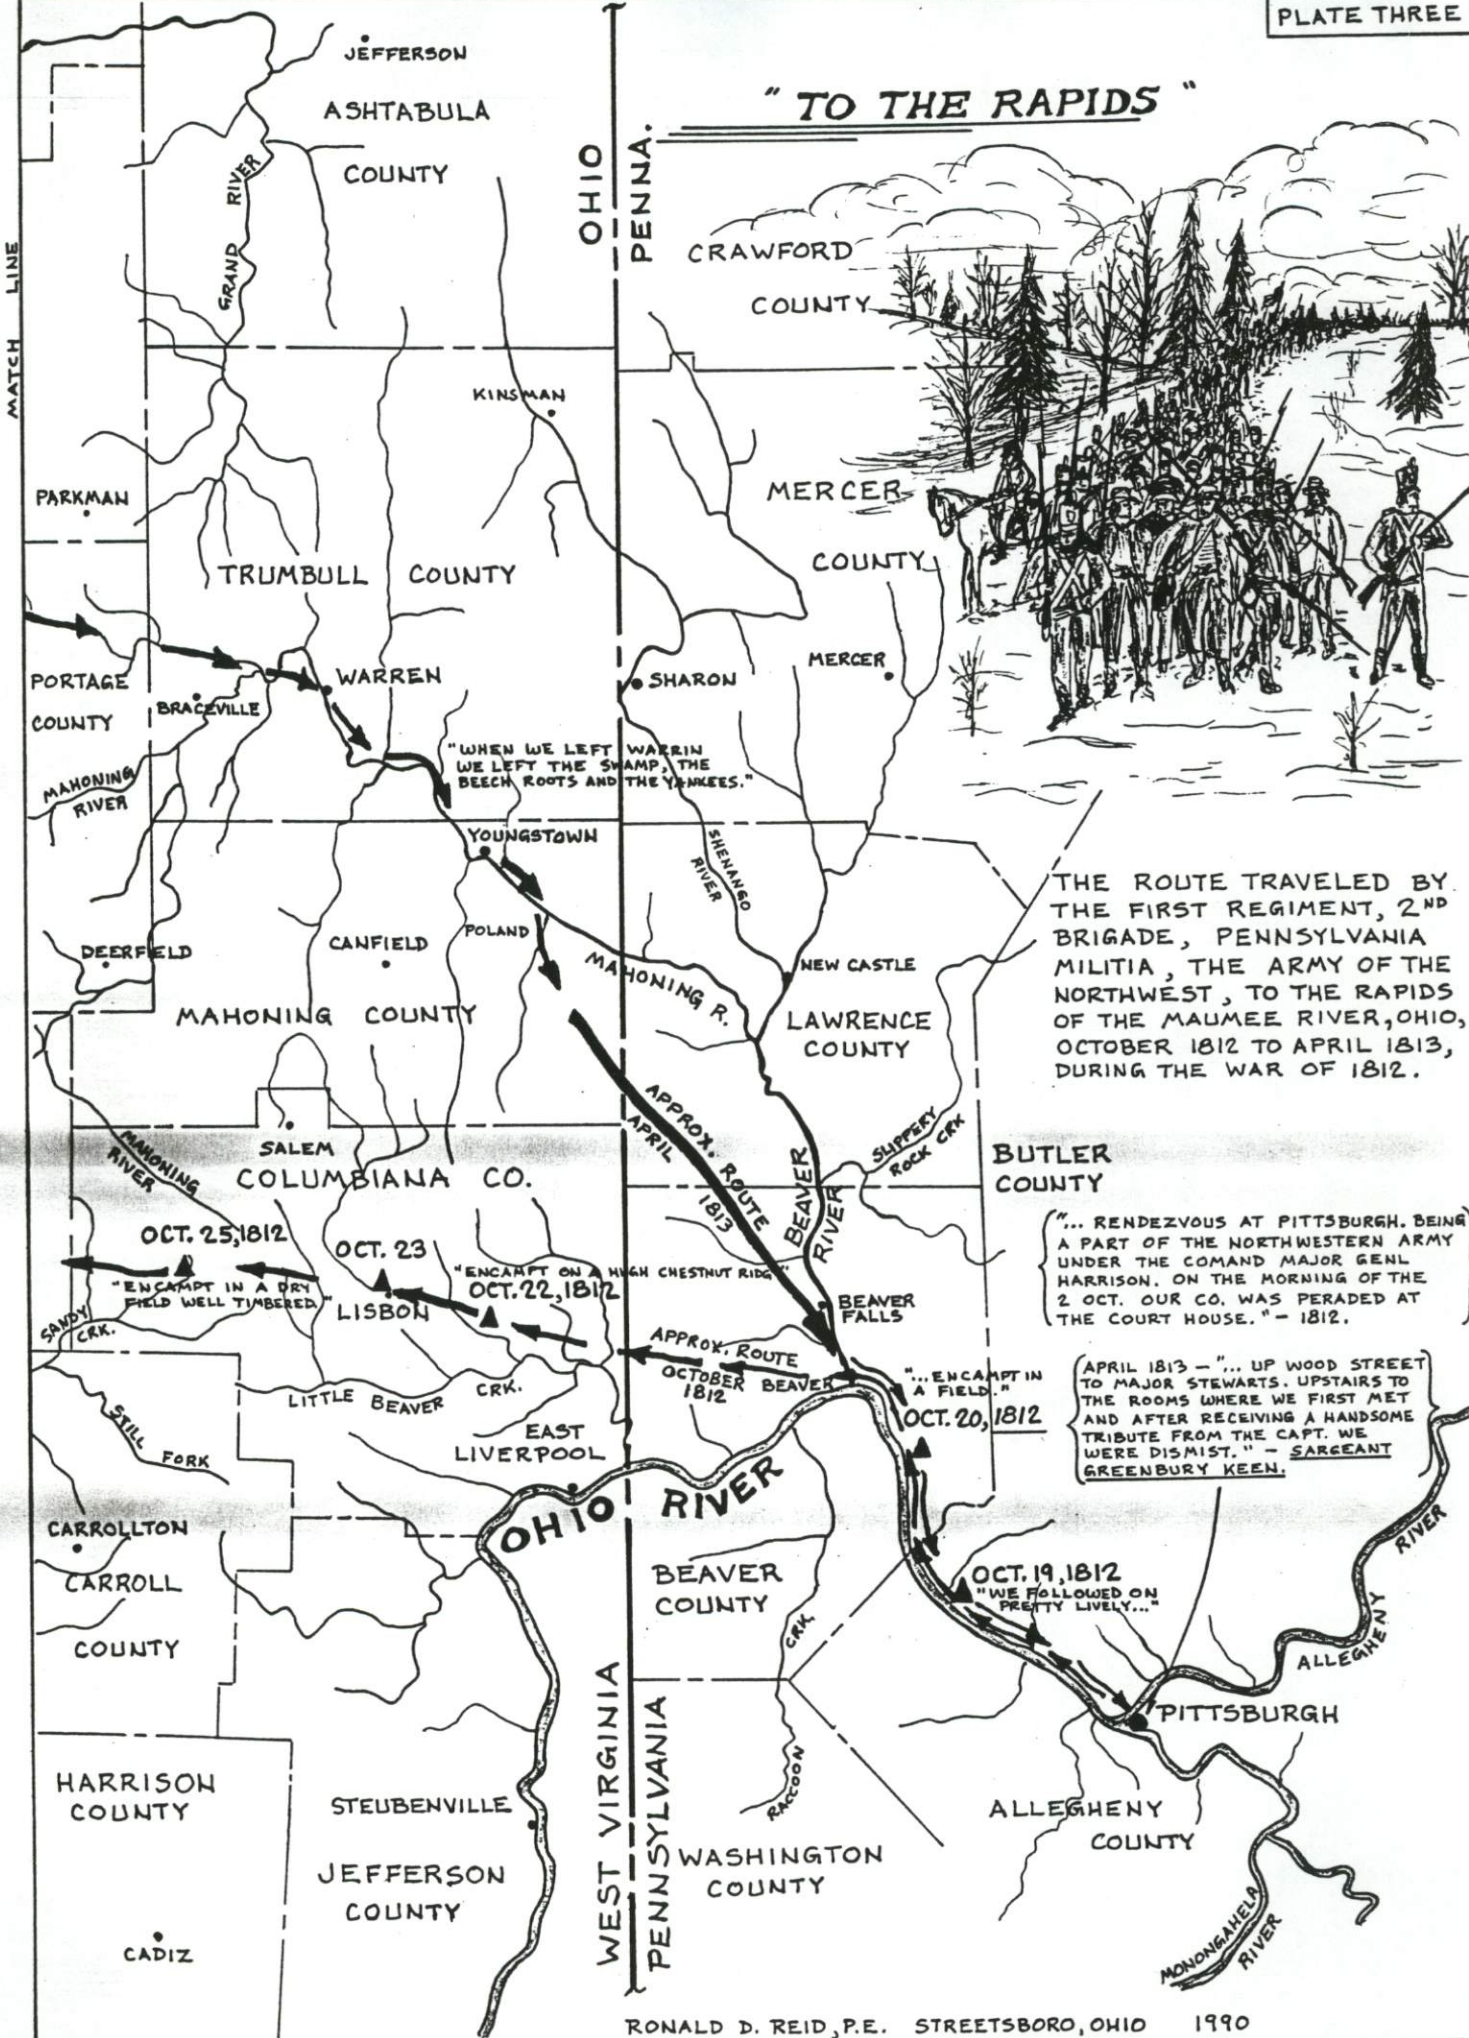 PLATE THREE
" TO THE RAPIDS "
MATCH LINE
JEFFERSON
ASHTABULA
COUNTY
GRAND RIVER
OHIO
PENNA.
CRAWFORD
COUNTY
KINSMAN
PARKMAN
MERCER
COUNTY
TRUMBULL COUNTY
PORTAGE
COUNTY
BRACEVILLE
WARREN
SHARON
MERCER
MAHONING
RIVER
"WHEN WE LEFT WARRIN
WE LEFT THE SWAMP, THE
BEECH ROOTS AND THE YANKEES."
YOUNGSTOWN
SHENANGO
RIVER
THE ROUTE TRAVELED BY
THE FIRST REGIMENT, 2ND
BRIGADE, PENNSYLVANIA
MILITIA, THE ARMY OF THE
NORTHWEST, TO THE RAPIDS
OF THE MAUMEE RIVER, OHIO,
OCTOBER 1812 TO APRIL 1813,
DURING THE WAR OF 1812.
DEERFIELD
CANFIELD
POLAND
MAHONING R.
NEW CASTLE
MAHONING COUNTY
LAWRENCE
COUNTY
APPROX. ROUTE
APRIL 1813
SLIPPERY
ROCK CRK
BEAVER
RIVER
BUTLER
COUNTY
MAHONING
RIVER
SALEM
COLUMBIANA CO.
"... RENDEZVOUS AT PITTSBURGH. BEING
A PART OF THE NORTHWESTERN ARMY
UNDER THE COMAND MAJOR GENL
HARRISON. ON THE MORNING OF THE
2 OCT. OUR CO. WAS PERADED AT
THE COURT HOUSE." – 1812.
OCT. 25, 1812
"ENCAMPT IN A DRY
FIELD WELL TIMBERED."
OCT. 23
LISBON
"ENCAMPT ON A HIGH CHESTNUT RIDG"
OCT. 22, 1812
BEAVER
FALLS
SANDY
CRK.
APPROX. ROUTE
OCTOBER
1812
BEAVER
"...ENCAMPT IN
A FIELD."
OCT. 20, 1812
APRIL 1813 – "... UP WOOD STREET
TO MAJOR STEWARTS. UPSTAIRS TO
THE ROOMS WHERE WE FIRST MET
AND AFTER RECEIVING A HANDSOME
TRIBUTE FROM THE CAPT. WE
WERE DISMIST." – SARGEANT
GREENBURY KEEN.
LITTLE BEAVER CRK.
STILL FORK
EAST
LIVERPOOL
OHIO RIVER
CARROLLTON
CARROLL
COUNTY
BEAVER
COUNTY
OCT. 19, 1812
"WE FOLLOWED ON
PRETTY LIVELY..."
ALLEGHENY RIVER
RACCOON CRK.
PITTSBURGH
HARRISON
COUNTY
STEUBENVILLE
JEFFERSON
COUNTY
WEST VIRGINIA
PENNSYLVANIA
WASHINGTON
COUNTY
ALLEGHENY
COUNTY
MONONGAHELA
RIVER
CADIZ
RONALD D. REID, P.E. STREETSBORO, OHIO 1990